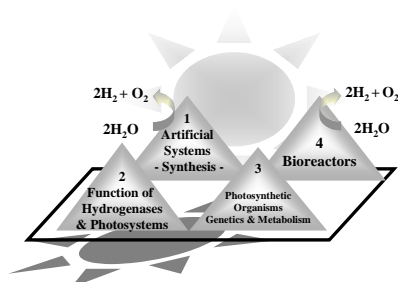 2H₂ + O₂
2H₂O
1
Artificial
Systems
- Synthesis -
2H₂ + O₂
2H₂O
4
Bioreactors
2
Function of
Hydrogenases
& Photosystems
3
Photosynthetic
Organisms
Genetics & Metabolism